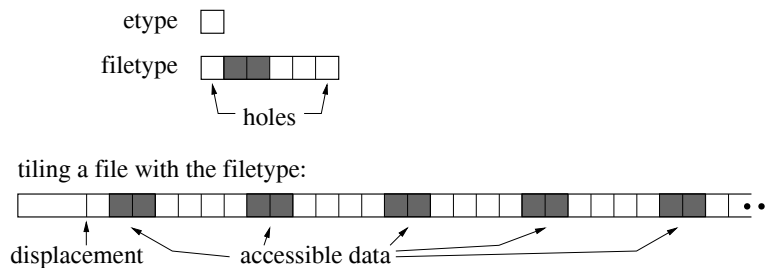 etype
filetype
holes
tiling a file with the filetype:
displacement
accessible data